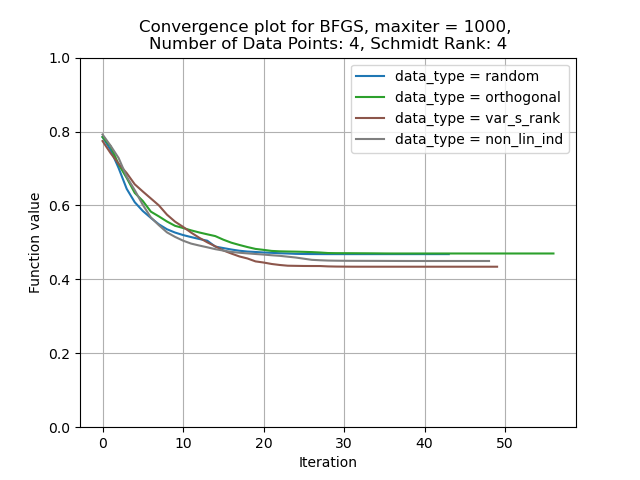 Convergence plot for BFGS, maxiter = 1000,
Number of Data Points: 4, Schmidt Rank: 4
data_type = random
data_type = orthogonal
data_type = var_s_rank
data_type = non_lin_ind
Function value
1.0
0.8
0.6
0.4
0.2
0.0
0 10 20 30 40 50
Iteration